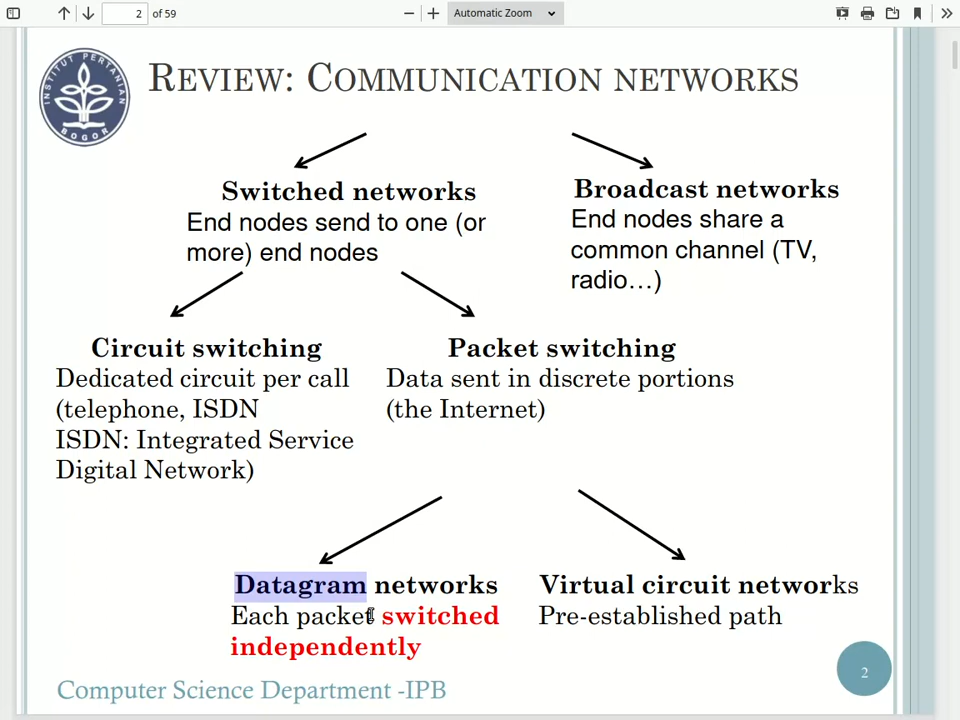 2 of 59
Automatic Zoom
INSTITUT PERTANIAN
BOGOR
REVIEW: COMMUNICATION NETWORKS
Switched networks
End nodes send to one (or
more) end nodes
Broadcast networks
End nodes share a
common channel (TV,
radio…)
Circuit switching
Dedicated circuit per call
(telephone, ISDN
ISDN: Integrated Service
Digital Network)
Packet switching
Data sent in discrete portions
(the Internet)
Datagram networks
Each packet switched
independently
Virtual circuit networks
Pre-established path
Computer Science Department -IPB
2